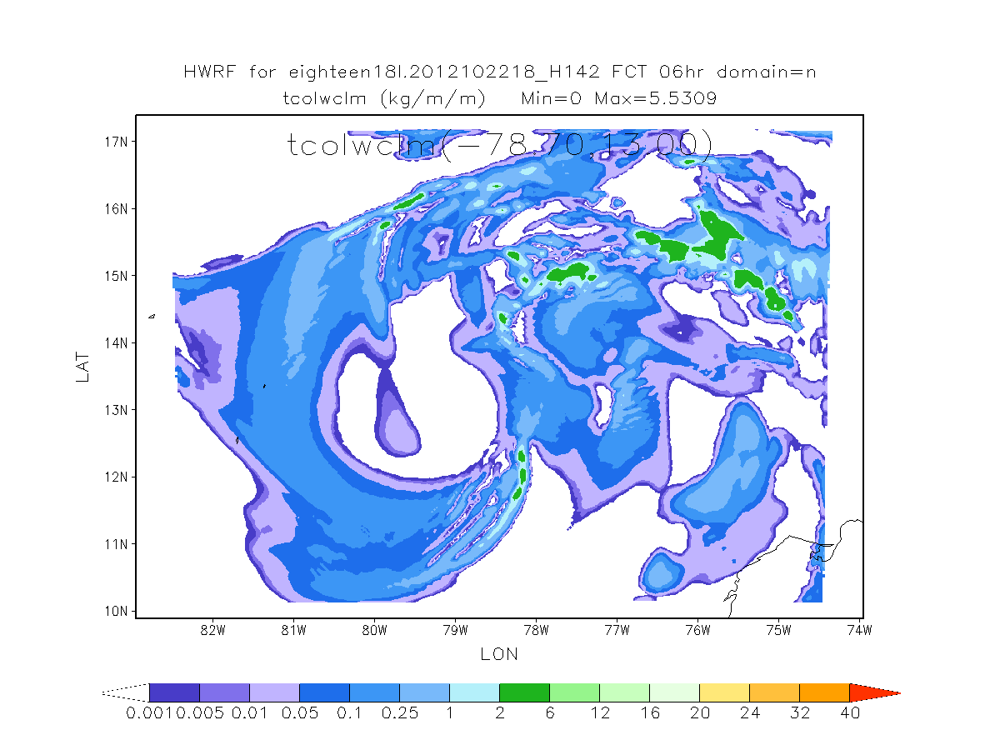 HWRF for eighteen18l.2012102218_H142 FCT 06hr domain=n
tcolwclm (kg/m/m) Min=0 Max=5.5309
tcolwclm(-78.70,13.00)
17N
16N
15N
14N
13N
12N
11N
10N
LAT
82W 81W 80W 79W 78W 77W 76W 75W 74W
LON
0.001 0.005 0.01 0.05 0.1 0.25 1 2 6 12 16 20 24 32 40